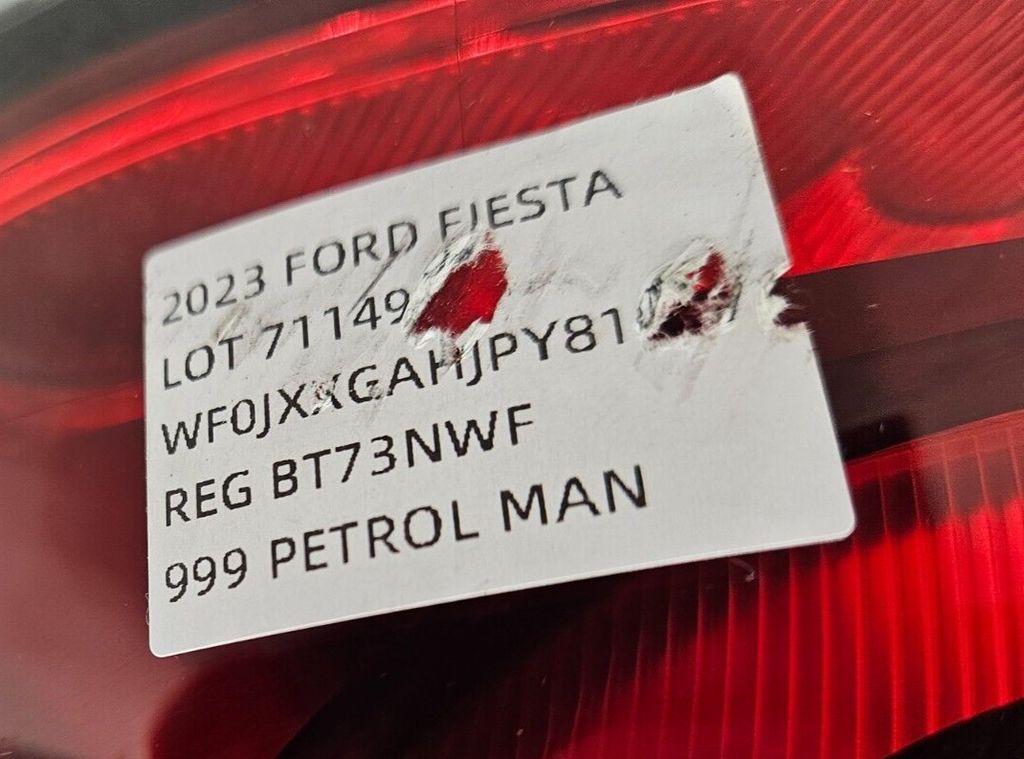 2023 FORD FIESTA
LOT 71149
WF0JXXGAHJPY81
REG BT73NWF
999 PETROL MAN